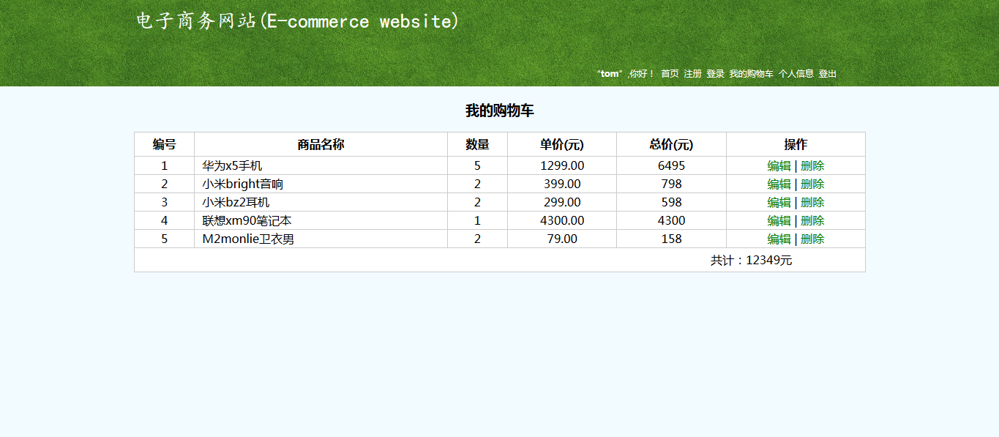 电子商务网站(E-commerce website)
“tom” ,你好！ 首页 注册 登录 我的购物车 个人信息 登出
我的购物车
编号 商品名称 数量 单价(元) 总价(元) 操作
1 华为x5手机 5 1299.00 6495 编辑 | 删除
2 小米bright音响 2 399.00 798 编辑 | 删除
3 小米bz2耳机 2 299.00 598 编辑 | 删除
4 联想xm90笔记本 1 4300.00 4300 编辑 | 删除
5 M2monlie卫衣男 2 79.00 158 编辑 | 删除
共计：12349元